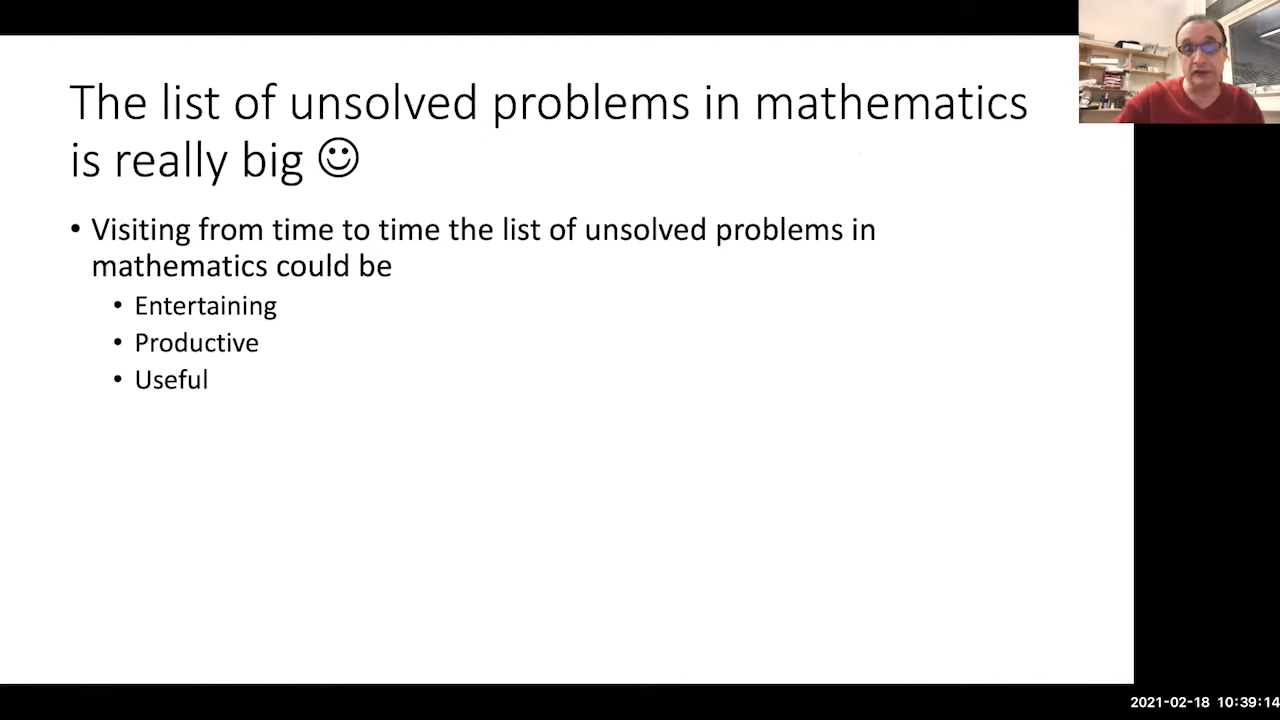 The list of unsolved problems in mathematics
is really big ☺
• Visiting from time to time the list of unsolved problems in
mathematics could be
• Entertaining
• Productive
• Useful
2021-02-18 10:39:14